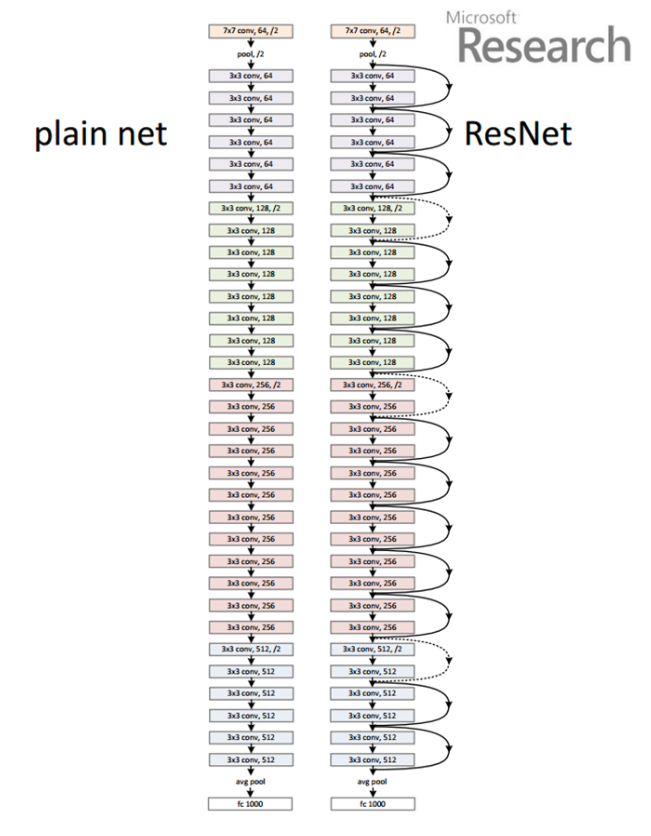 Microsoft
Research
plain net
ResNet
7x7 conv, 64, /2
pool, /2
3x3 conv, 64
3x3 conv, 64
3x3 conv, 64
3x3 conv, 64
3x3 conv, 64
3x3 conv, 64
3x3 conv, 128, /2
3x3 conv, 128
3x3 conv, 128
3x3 conv, 128
3x3 conv, 128
3x3 conv, 128
3x3 conv, 128
3x3 conv, 128
3x3 conv, 256, /2
3x3 conv, 256
3x3 conv, 256
3x3 conv, 256
3x3 conv, 256
3x3 conv, 256
3x3 conv, 256
3x3 conv, 256
3x3 conv, 256
3x3 conv, 256
3x3 conv, 256
3x3 conv, 256
3x3 conv, 512, /2
3x3 conv, 512
3x3 conv, 512
3x3 conv, 512
3x3 conv, 512
3x3 conv, 512
avg pool
fc 1000
7x7 conv, 64, /2
pool, /2
3x3 conv, 64
3x3 conv, 64
3x3 conv, 64
3x3 conv, 64
3x3 conv, 64
3x3 conv, 64
3x3 conv, 128, /2
3x3 conv, 128
3x3 conv, 128
3x3 conv, 128
3x3 conv, 128
3x3 conv, 128
3x3 conv, 128
3x3 conv, 128
3x3 conv, 256, /2
3x3 conv, 256
3x3 conv, 256
3x3 conv, 256
3x3 conv, 256
3x3 conv, 256
3x3 conv, 256
3x3 conv, 256
3x3 conv, 256
3x3 conv, 256
3x3 conv, 256
3x3 conv, 256
3x3 conv, 512, /2
3x3 conv, 512
3x3 conv, 512
3x3 conv, 512
3x3 conv, 512
3x3 conv, 512
avg pool
fc 1000